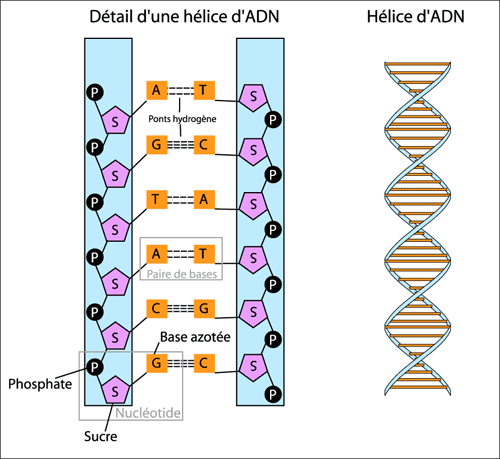 Détail d'une hélice d'ADN
Hélice d'ADN
P A T S
S Ponts hydrogène P
P G C S
S P
P T A S
S P
P A T S
S Paire de bases P
P C G S
S Base azotée P
P G C S
Phosphate S Nucléotide P
Sucre